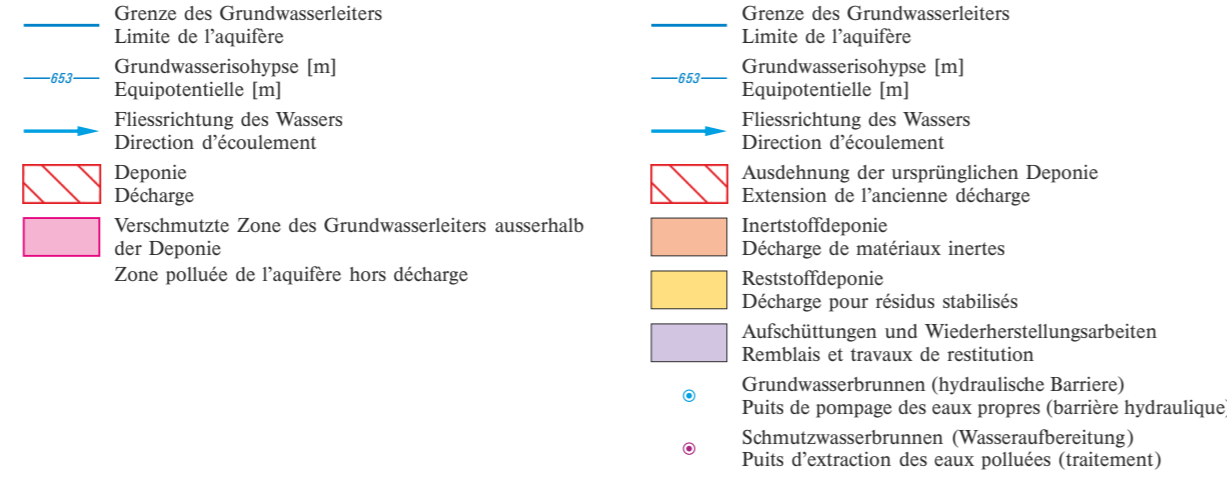 Grenze des Grundwasserleiters
Limite de l'aquifère
653
Grundwasserisohypse [m]
Equipotentielle [m]
Fliessrichtung des Wassers
Direction d'écoulement
Deponie
Décharge
Verschmutzte Zone des Grundwasserleiters ausserhalb
der Deponie
Zone polluée de l'aquifère hors décharge
Grenze des Grundwasserleiters
Limite de l'aquifère
653
Grundwasserisohypse [m]
Equipotentielle [m]
Fliessrichtung des Wassers
Direction d'écoulement
Ausdehnung der ursprünglichen Deponie
Extension de l'ancienne décharge
Inertstoffdeponie
Décharge de matériaux inertes
Reststoffdeponie
Décharge pour résidus stabilisés
Aufschüttungen und Wiederherstellungsarbeiten
Remblais et travaux de restitution
Grundwasserbrunnen (hydraulische Barriere)
Puits de pompage des eaux propres (barrière hydraulique)
Schmutzwasserbrunnen (Wasseraufbereitung)
Puits d'extraction des eaux polluées (traitement)